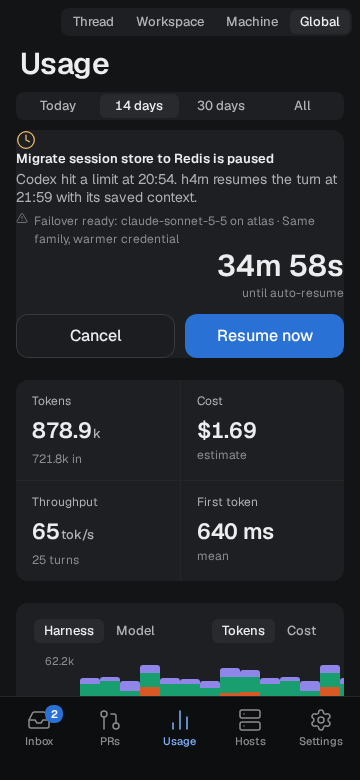 Thread Workspace Machine Global
Usage
Today 14 days 30 days All
Migrate session store to Redis is paused
Codex hit a limit at 20:54. h4m resumes the turn at
21:59 with its saved context.
Failover ready: claude-sonnet-5-5 on atlas · Same
family, warmer credential
34m 58s
until auto-resume
Cancel Resume now
Tokens Cost
878.9k $1.69
721.8k in estimate
Throughput First token
65 tok/s 640 ms
25 turns mean
Harness Model Tokens Cost
62.2k
2
Inbox PRs Usage Hosts Settings